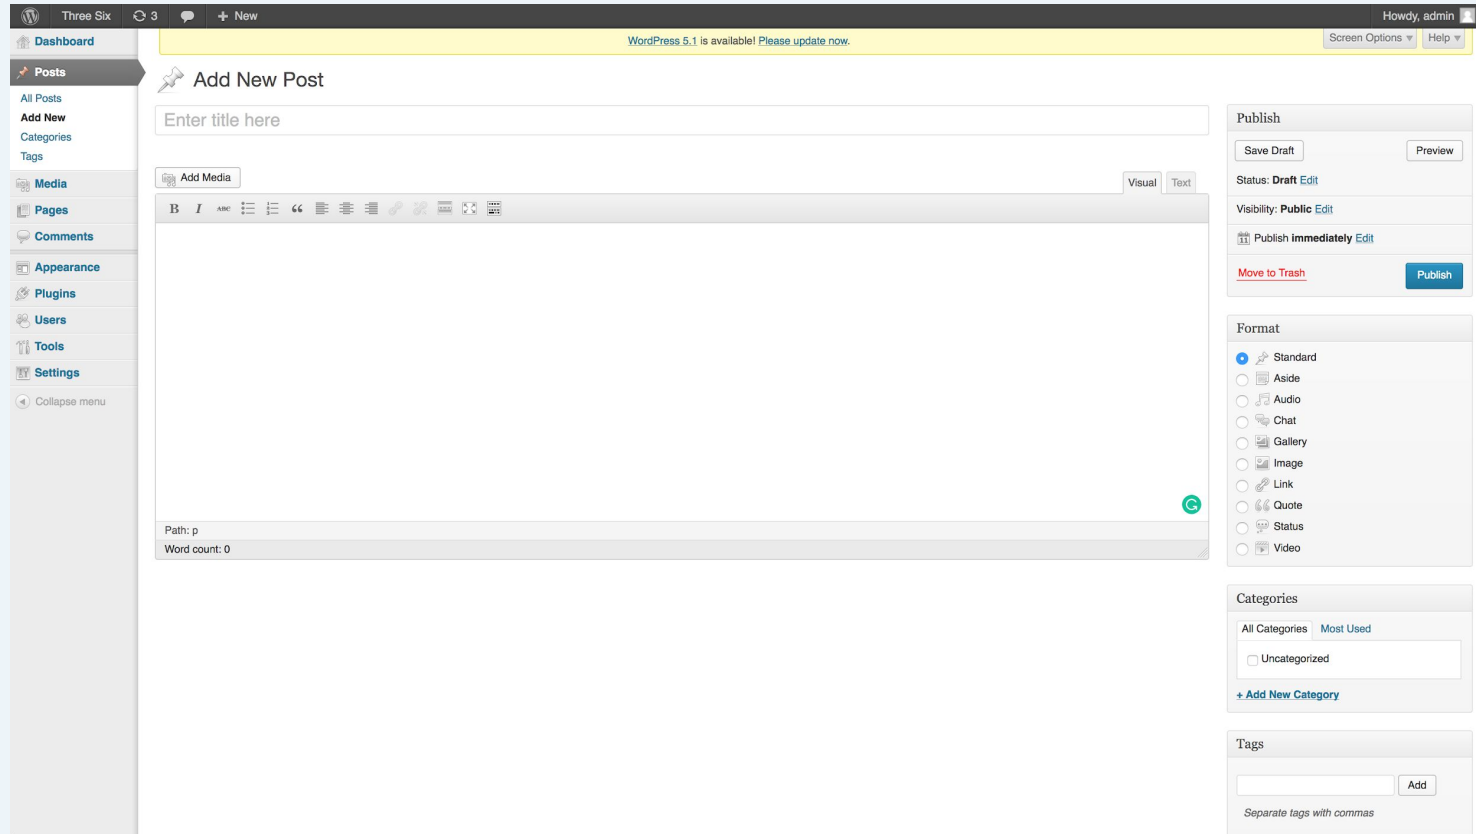 Three Six 3 + New Howdy, admin
Dashboard
WordPress 5.1 is available! Please update now.
Screen Options Help
Posts
All Posts
Add New
Categories
Tags
Media
Pages
Comments
Appearance
Plugins
Users
Tools
Settings
Collapse menu
Add New Post
Enter title here
Add Media
Visual Text
B I ABC
Path: p
Word count: 0
Publish
Save Draft Preview
Status: Draft Edit
Visibility: Public Edit
11 Publish immediately Edit
Move to Trash Publish
Format
Standard
Aside
Audio
Chat
Gallery
Image
Link
Quote
Status
Video
Categories
All Categories Most Used
Uncategorized
+ Add New Category
Tags
Add
Separate tags with commas